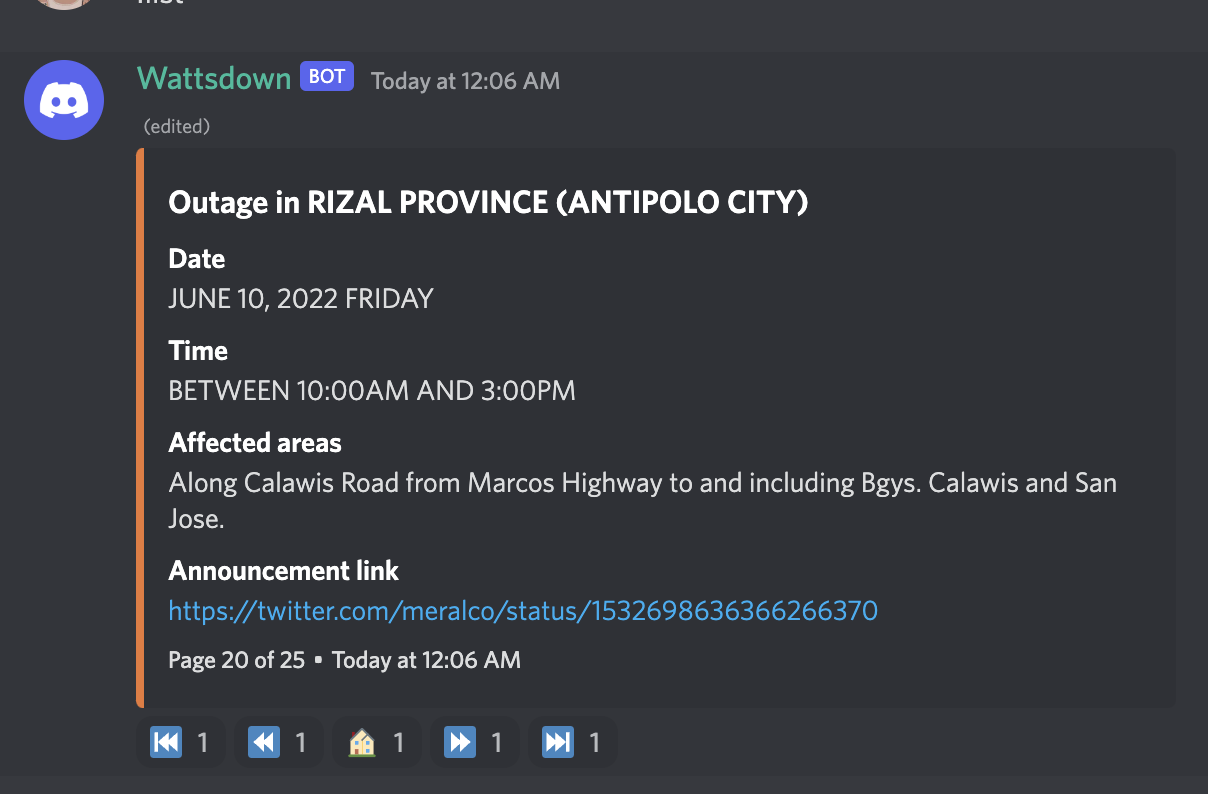 Wattsdown BOT Today at 12:06 AM
(edited)
Outage in RIZAL PROVINCE (ANTIPOLO CITY)
Date
JUNE 10, 2022 FRIDAY
Time
BETWEEN 10:00AM AND 3:00PM
Affected areas
Along Calawis Road from Marcos Highway to and including Bgys. Calawis and San
Jose.
Announcement link
https://twitter.com/meralco/status/1532698636366266370
Page 20 of 25 • Today at 12:06 AM
1 1 1 1 1